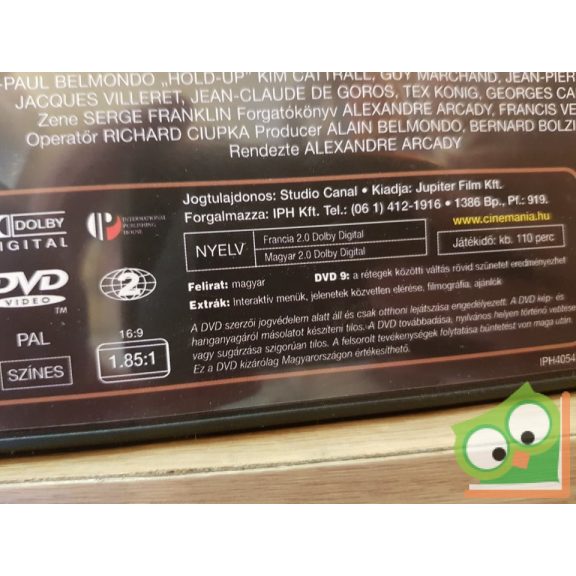 -PAUL BELMONDO „HOLD-UP” KIM CATTRALL, GUY MARCHAND, JEAN-PIER
JACQUES VILLERET, JEAN-CLAUDE DE GOROS, TEX KONIG, GEORGES CA
Zene SERGE FRANKLIN Forgatókönyv ALEXANDRE ARCADY, FRANCIS VE
Operatőr RICHARD CIUPKA Producer ALAIN BELMONDO, BERNARD BOLZI
Rendezte ALEXANDRE ARCADY
Jogtulajdonos: Studio Canal • Kiadja: Jupiter Film Kft.
Forgalmazza: IPH Kft. Tel.: (06 1) 412-1916 • 1386 Bp., Pf.: 919.
www.cinemania.hu
DOLBY
DIGITAL
INTERNATIONAL
PUBLISHING
HOUSE
NYELV
Francia 2.0 Dolby Digital
Magyar 2.0 Dolby Digital
Játékidő: kb. 110 perc
Felirat: magyar
DVD 9: a rétegek közötti váltás rövid szünetet eredményezhet
Extrák: Interaktív menük, jelenetek közvetlen elérése, filmográfia, ajánlók
DVD
VIDEO
TM
2
PAL
SZÍNES
16:9
1.85:1
A DVD szerzői jogvédelem alatt áll és csak otthoni lejátszása engedélyezett. A DVD kép- és
hanganyagáról másolatot készíteni tilos. A DVD továbbadása, nyilvános helyen történő vetítése
vagy sugárzása szigorúan tilos. A felsorolt tevékenységek folytatása büntetést von maga után.
Ez a DVD kizárólag Magyarországon értékesíthető.
IPH4054